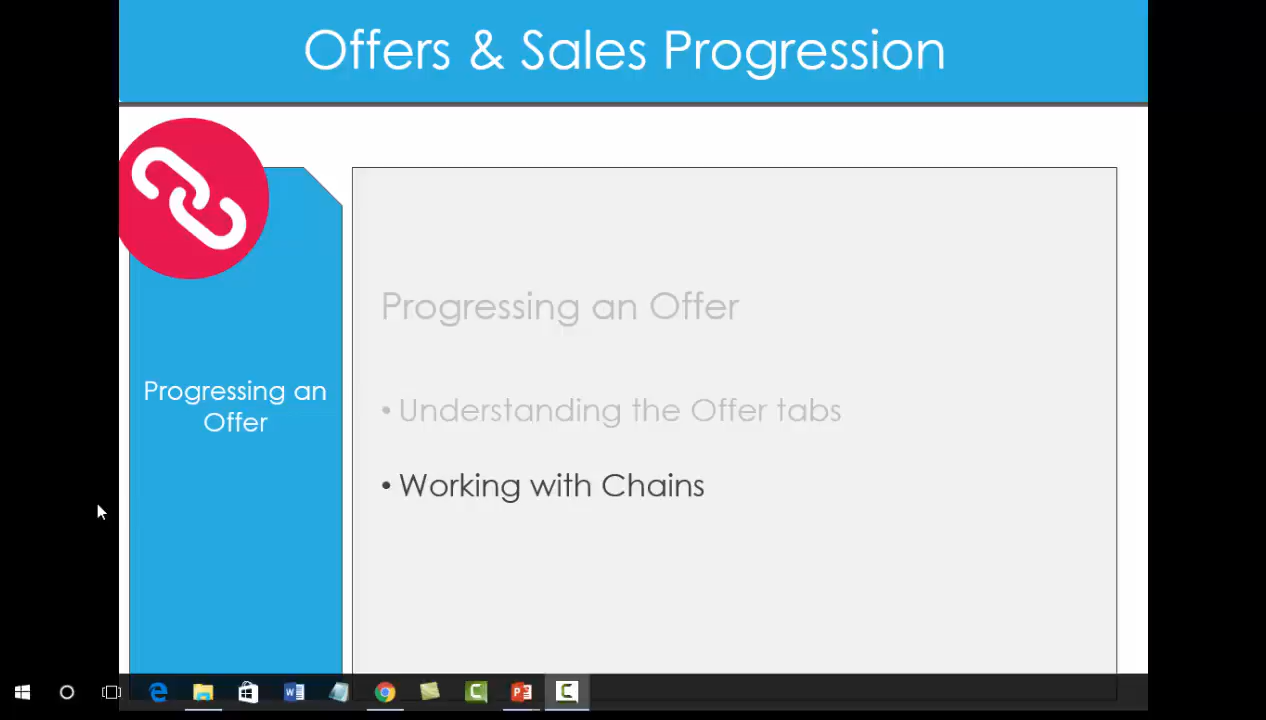 Offers & Sales Progression
Progressing an
Offer
Progressing an Offer
• Understanding the Offer tabs
• Working with Chains